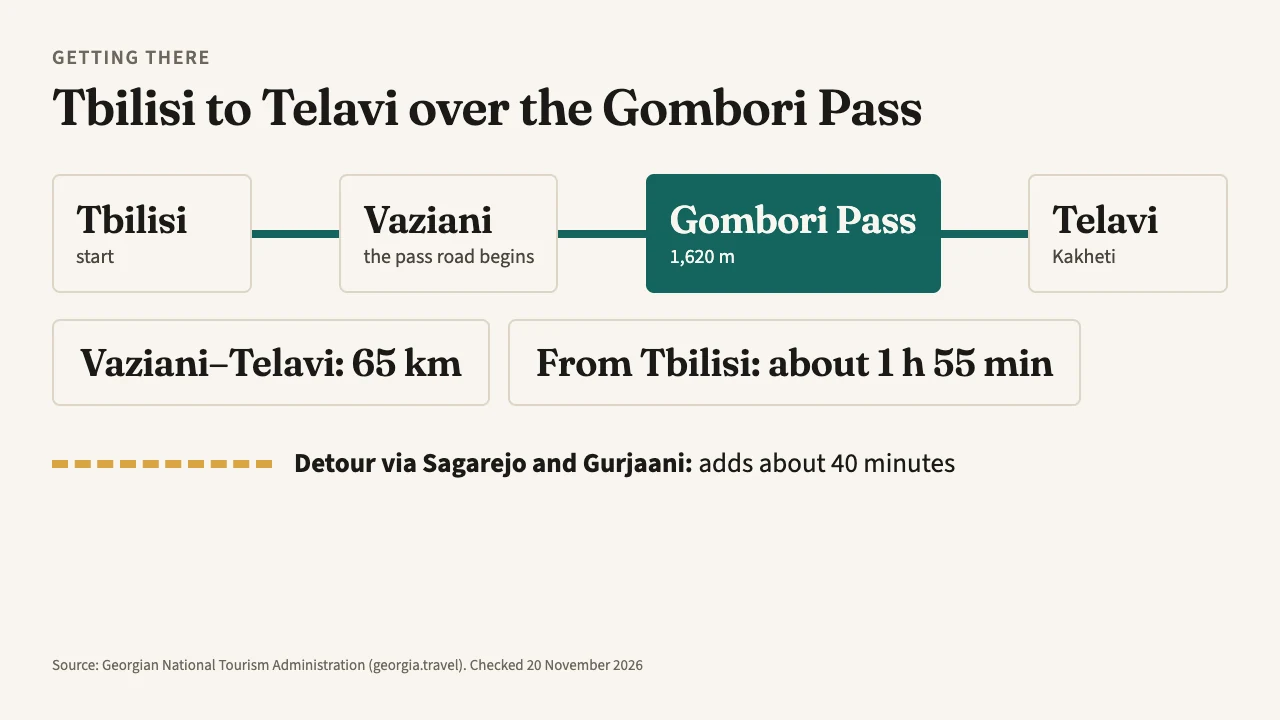 GETTING THERE
Tbilisi to Telavi over the Gombori Pass
Tbilisi
start
Vaziani
the pass road begins
Gombori Pass
1,620 m
Telavi
Kakheti
Vaziani–Telavi: 65 km
From Tbilisi: about 1 h 55 min
Detour via Sagarejo and Gurjaani: adds about 40 minutes
Source: Georgian National Tourism Administration (georgia.travel). Checked 20 November 2026